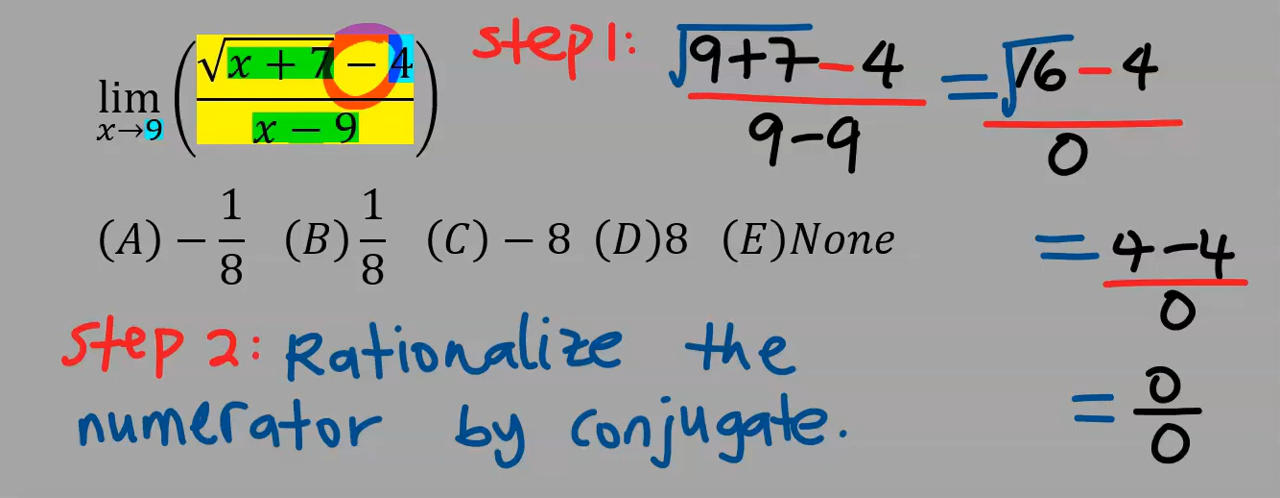 lim x→9 ( (√(x + 7) − 4) / (x − 9) )
step 1: (√(9+7) − 4) / (9−9) = (√16 − 4) / 0
(A) − 1/8 (B) 1/8 (C) − 8 (D)8 (E)None
= (4−4) / 0
step 2: Rationalize the
numerator by conjugate.
= 0/0